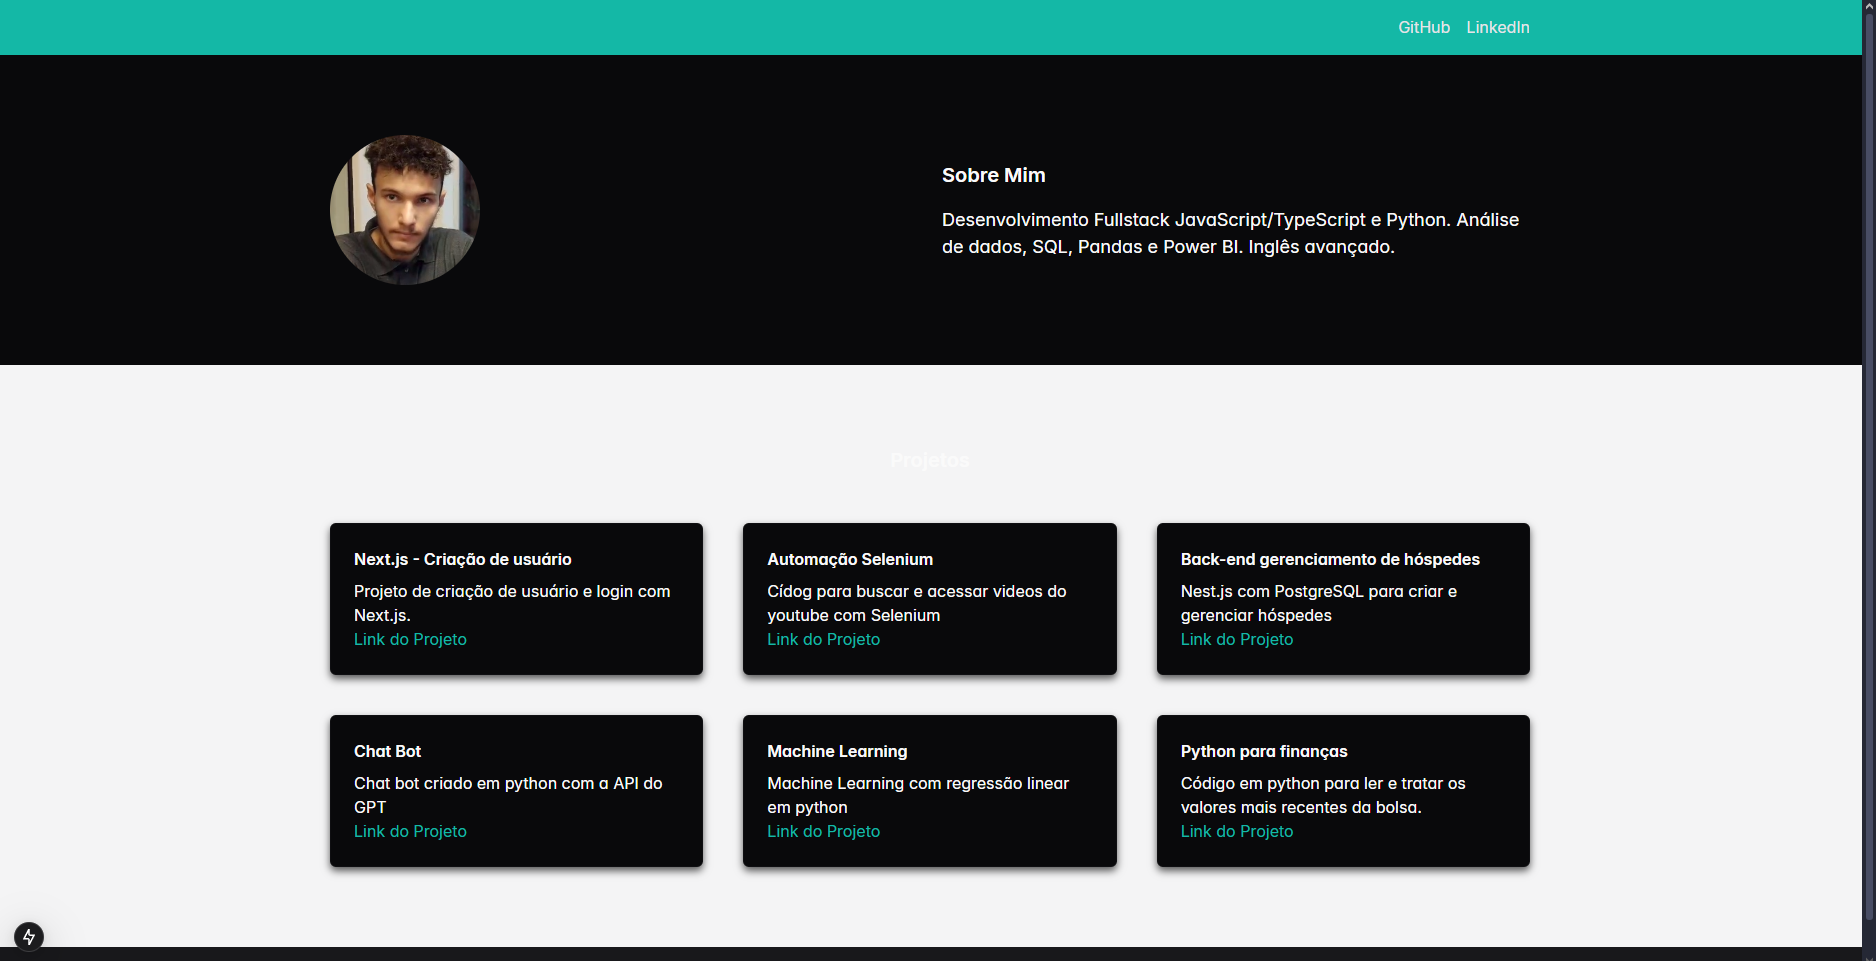 GitHub LinkedIn
Sobre Mim
Desenvolvimento Fullstack JavaScript/TypeScript e Python. Análise
de dados, SQL, Pandas e Power BI. Inglês avançado.
Projetos
Next.js - Criação de usuário
Projeto de criação de usuário e login com
Next.js.
Link do Projeto
Automação Selenium
Cídog para buscar e acessar videos do
youtube com Selenium
Link do Projeto
Back-end gerenciamento de hóspedes
Nest.js com PostgreSQL para criar e
gerenciar hóspedes
Link do Projeto
Chat Bot
Chat bot criado em python com a API do
GPT
Link do Projeto
Machine Learning
Machine Learning com regressão linear
em python
Link do Projeto
Python para finanças
Código em python para ler e tratar os
valores mais recentes da bolsa.
Link do Projeto